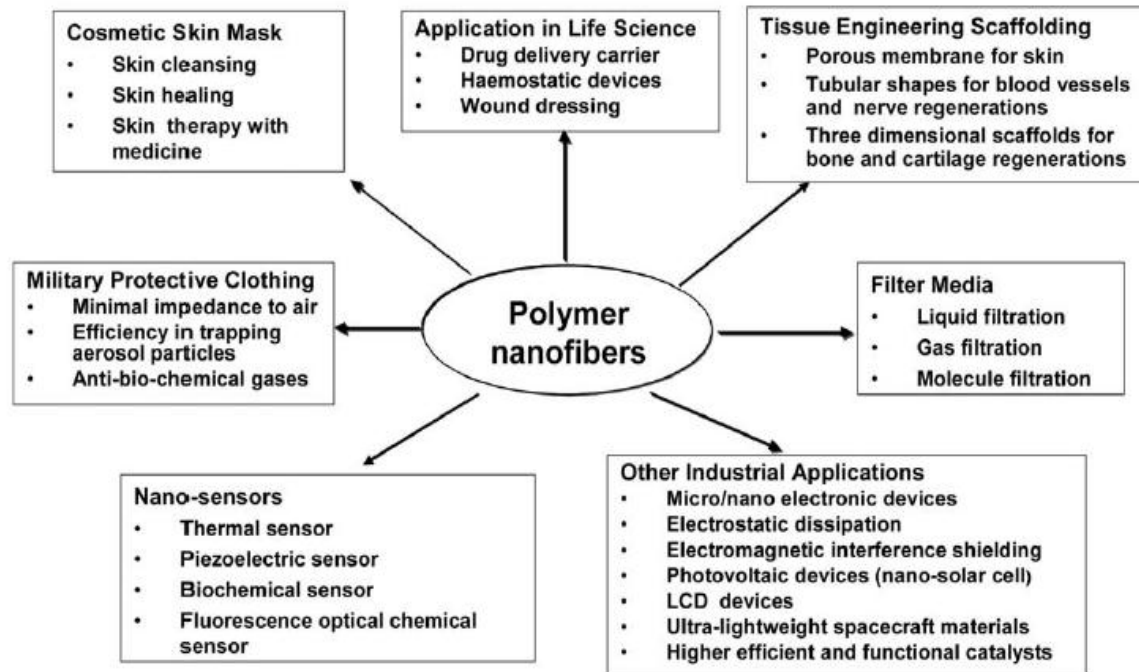 Cosmetic Skin Mask
• Skin cleansing
• Skin healing
• Skin therapy with
medicine
Application in Life Science
• Drug delivery carrier
• Haemostatic devices
• Wound dressing
Tissue Engineering Scaffolding
• Porous membrane for skin
• Tubular shapes for blood vessels
and nerve regenerations
• Three dimensional scaffolds for
bone and cartilage regenerations
Military Protective Clothing
• Minimal impedance to air
• Efficiency in trapping
aerosol particles
• Anti-bio-chemical gases
Polymer
nanofibers
Filter Media
• Liquid filtration
• Gas filtration
• Molecule filtration
Nano-sensors
• Thermal sensor
• Piezoelectric sensor
• Biochemical sensor
• Fluorescence optical chemical
sensor
Other Industrial Applications
• Micro/nano electronic devices
• Electrostatic dissipation
• Electromagnetic interference shielding
• Photovoltaic devices (nano-solar cell)
• LCD devices
• Ultra-lightweight spacecraft materials
• Higher efficient and functional catalysts